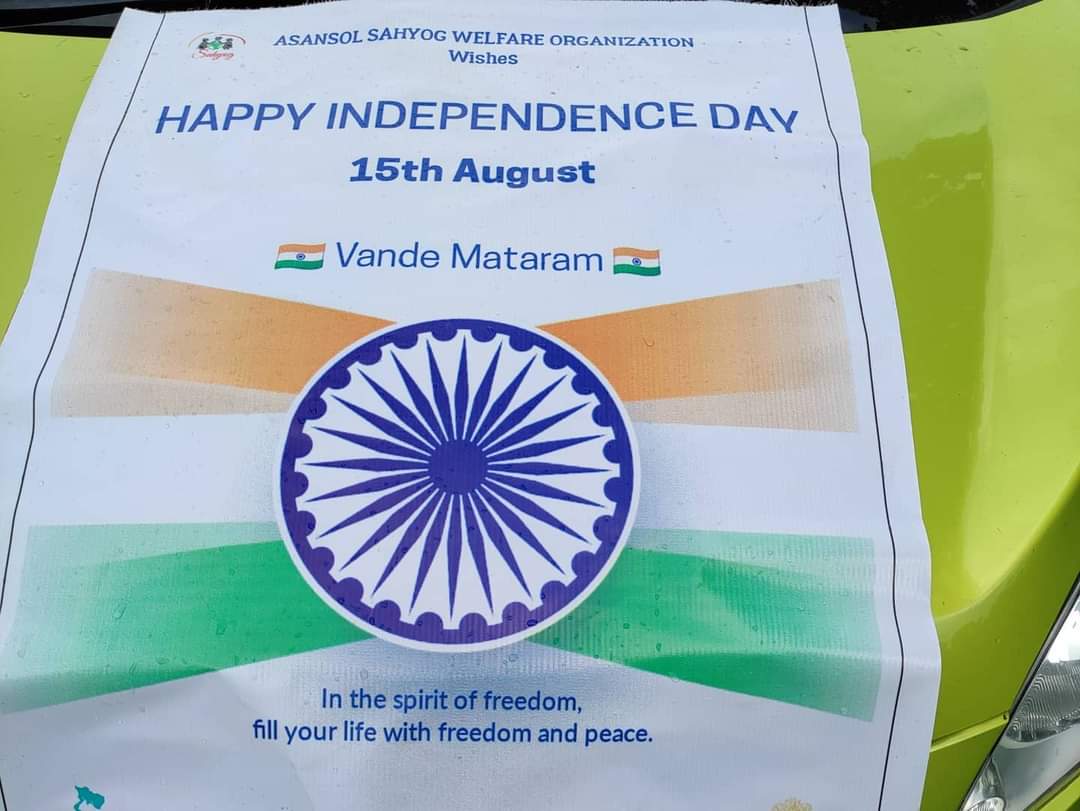 Sahyog
ASANSOL SAHYOG WELFARE ORGANIZATION
Wishes
HAPPY INDEPENDENCE DAY
15th August
🇮🇳 Vande Mataram 🇮🇳
In the spirit of freedom,
fill your life with freedom and peace.